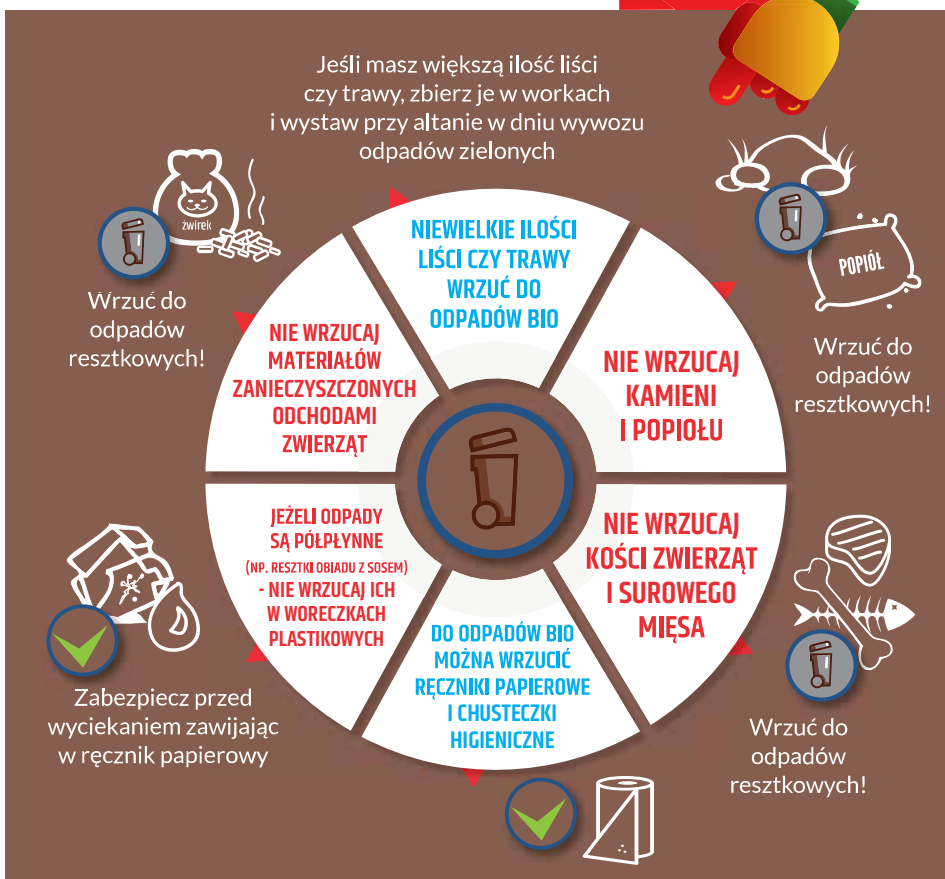 Jeśli masz większą ilość liści
czy trawy, zbierz je w workach
i wystaw przy altanie w dniu wywozu
odpadów zielonych
NIEWIELKIE ILOŚCI
LIŚCI CZY TRAWY
WRZUĆ DO
ODPADÓW BIO
POPIÓŁ
NIE WRZUCAJ
KAMIENI
I POPIOŁU
Wrzuć do
odpadów
resztkowych!
NIE WRZUCAJ
KOŚCI ZWIERZĄT
I SUROWEGO
MIĘSA
Wrzuć do
odpadów
resztkowych!
DO ODPADÓW BIO
MOŻNA WRZUCIĆ
RĘCZNIKI PAPIEROWE
I CHUSTECZKI
HIGIENICZNE
JEŻELI ODPADY
SĄ PÓŁPŁYNNE
(NP. RESZTKI OBIADU Z SOSEM)
- NIE WRZUCAJ ICH
W WORECZKACH
PLASTIKOWYCH
Zabezpiecz przed
wyciekaniem zawijając
w ręcznik papierowy
NIE WRZUCAJ
MATERIAŁÓW
ZANIECZYSZCZONYCH
ODCHODAMI
ZWIERZĄT
żwirek
Wrzuć do
odpadów
resztkowych!